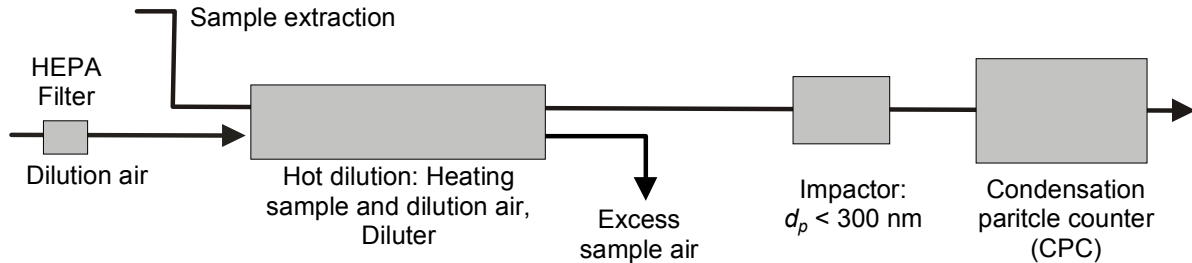 Sample extraction
HEPA
Filter
Dilution air
Hot dilution: Heating
sample and dilution air,
Diluter
Excess
sample air
Impactor:
d_p < 300 nm
Condensation
paritcle counter
(CPC)